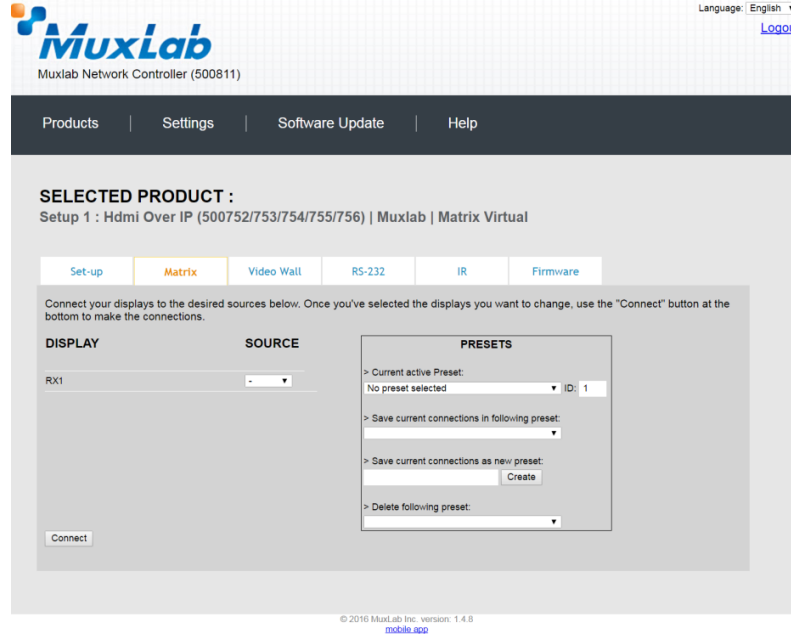 Language: English
MuxLab
Muxlab Network Controller (500811)
Products | Settings | Software Update | Help
SELECTED PRODUCT :
Setup 1 : Hdmi Over IP (500752/753/754/755/756) | Muxlab | Matrix Virtual
Set-up Matrix Video Wall RS-232 IR Firmware
Connect your displays to the desired sources below. Once you've selected the displays you want to change, use the "Connect" button at the
bottom to make the connections.
DISPLAY SOURCE PRESETS
> Current active Preset:
RX1 -
No preset selected ID: 1
> Save current connections in following preset:
> Save current connections as new preset:
Create
> Delete following preset:
Connect
© 2016 MuxLab Inc. version: 1.4.8
mobile app